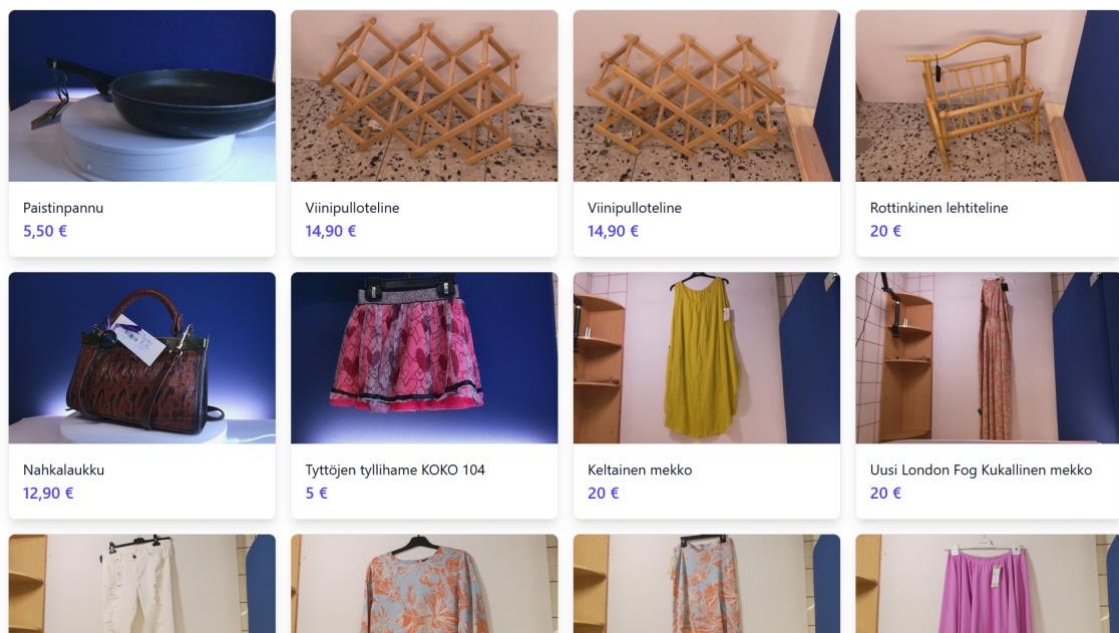 Paistinpannu
5,50 €
Viinipulloteline
14,90 €
Viinipulloteline
14,90 €
Rottinkinen lehtiteline
20 €
Nahkalaukku
12,90 €
Tyttöjen tyllihame KOKO 104
5 €
Keltainen mekko
20 €
Uusi London Fog Kukallinen mekko
20 €